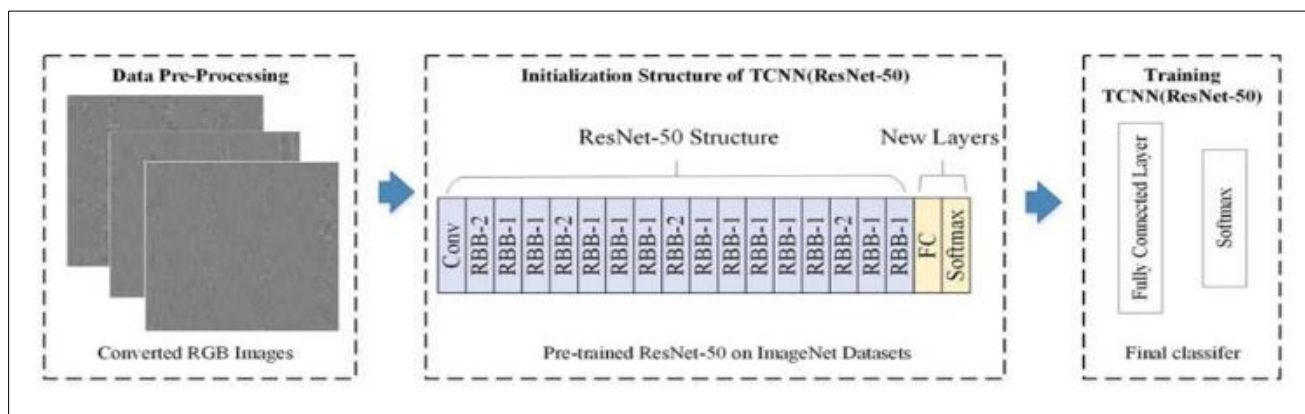 Data Pre-Processing
Converted RGB Images
Initialization Structure of TCNN(ResNet-50)
ResNet-50 Structure
New Layers
Conv
RBB-2
RBB-1
RBB-1
RBB-2
RBB-1
RBB-1
RBB-1
RBB-2
RBB-1
RBB-1
RBB-1
RBB-1
RBB-1
RBB-2
RBB-1
RBB-1
FC
Softmax
Pre-trained ResNet-50 on ImageNet Datasets
Training
TCNN(ResNet-50)
Fully Connected Layer
Softmax
Final classifer